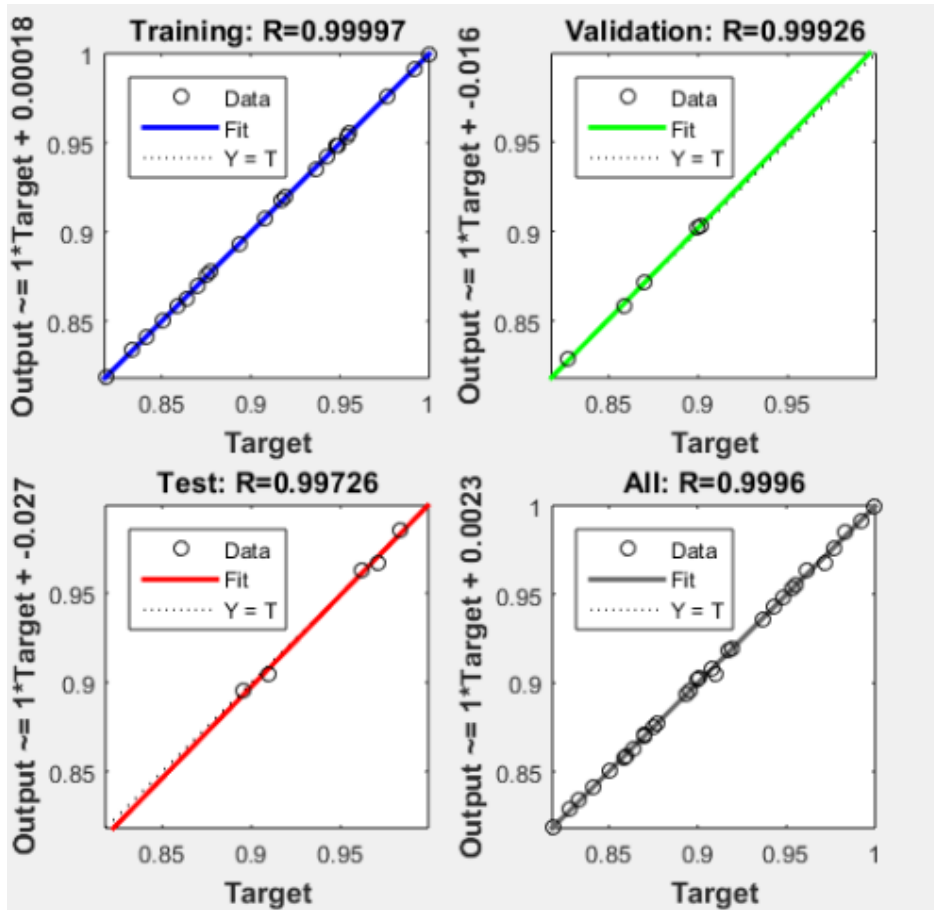 Training: R=0.99997
Output ~= 1*Target + 0.00018
1
0.95
0.9
0.85
Data
Fit
Y = T
0.85
0.9
0.95
1
Target
Validation: R=0.99926
Output ~= 1*Target + -0.016
1
0.95
0.9
0.85
Data
Fit
Y = T
0.85
0.9
0.95
Target
Test: R=0.99726
Output ~= 1*Target + -0.027
0.95
0.9
0.85
Data
Fit
Y = T
0.85
0.9
0.95
Target
All: R=0.9996
Output ~= 1*Target + 0.0023
1
0.95
0.9
0.85
Data
Fit
Y = T
0.85
0.9
0.95
1
Target